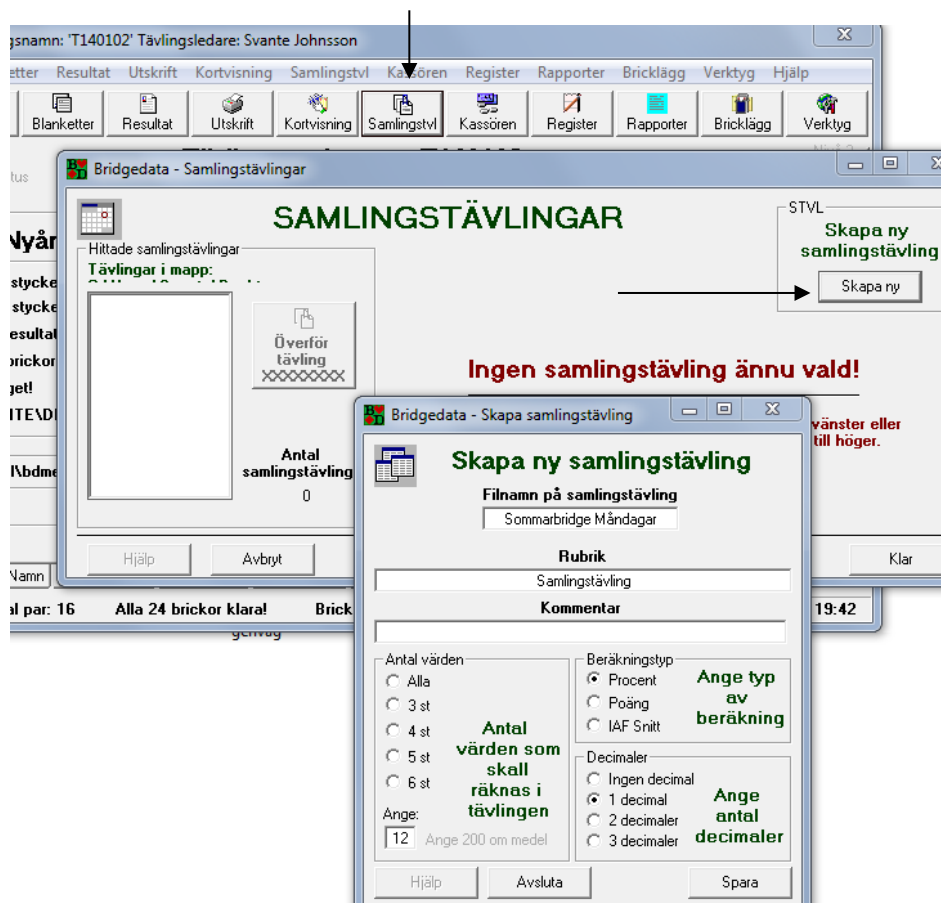 gsnamn: 'T140102' Tävlingsledare: Svante Johnsson
etter Resultat Utskrift Kortvisning Samlingstvl Kassören Register Rapporter Bricklägg Verktyg Hjälp
Blanketter Resultat Utskrift Kortvisning Samlingstvl Kassören Register Rapporter Bricklägg Verktyg
tus
Bridgedata - Samlingstävlingar
SAMLINGSTÄVLINGAR
STVL
Skapa ny
samlingstävling
Skapa ny
Nyår
stycke
stycke
esultat
brickor
get!
ITE\DI
l\bdme
Hittade samlingstävlingar
Tävlingar i mapp:
Överför
tävling
XXXXXXXXX
Antal
samlingstävling
0
Ingen samlingstävling ännu vald!
vänster eller
till höger.
Hjälp Avbryt Klar
Namn
al par: 16 Alla 24 brickor klara! Brick 19:42
genväg
Bridgedata - Skapa samlingstävling
Skapa ny samlingstävling
Filnamn på samlingstävling
Sommarbridge Måndagar
Rubrik
Samlingstävling
Kommentar
Antal värden
Alla
3 st
4 st
5 st
6 st
Antal
värden som
skall
räknas i
tävlingen
Ange:
12 Ange 200 om medel
Beräkningstyp
Procent
Poäng
IAF Snitt
Ange typ
av
beräkning
Decimaler
Ingen decimal
1 decimal
2 decimaler
3 decimaler
Ange
antal
decimaler
Hjälp Avsluta Spara